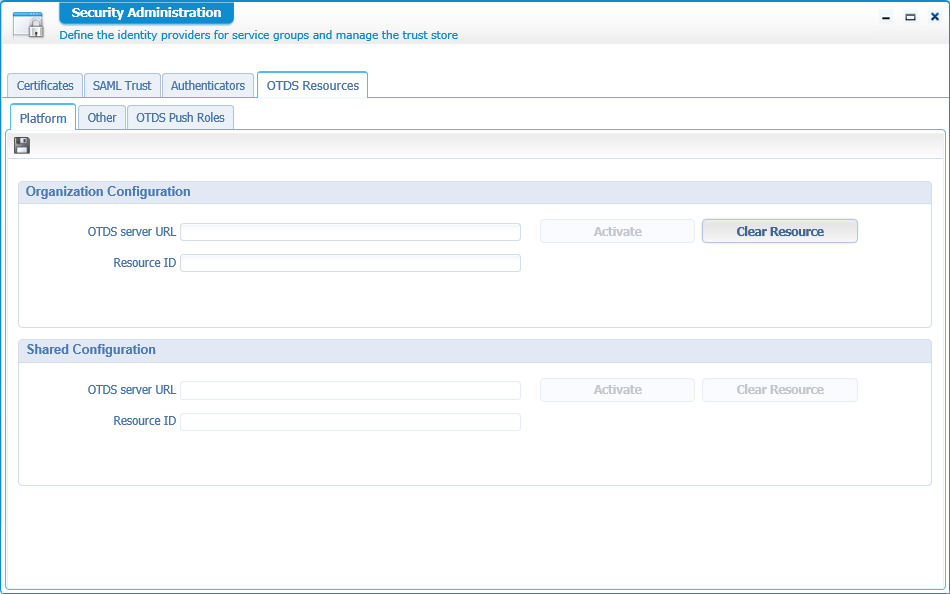 Security Administration
Define the identity providers for service groups and manage the trust store
Certificates SAML Trust Authenticators OTDS Resources
Platform Other OTDS Push Roles
Organization Configuration
OTDS server URL Activate Clear Resource
Resource ID
Shared Configuration
OTDS server URL Activate Clear Resource
Resource ID